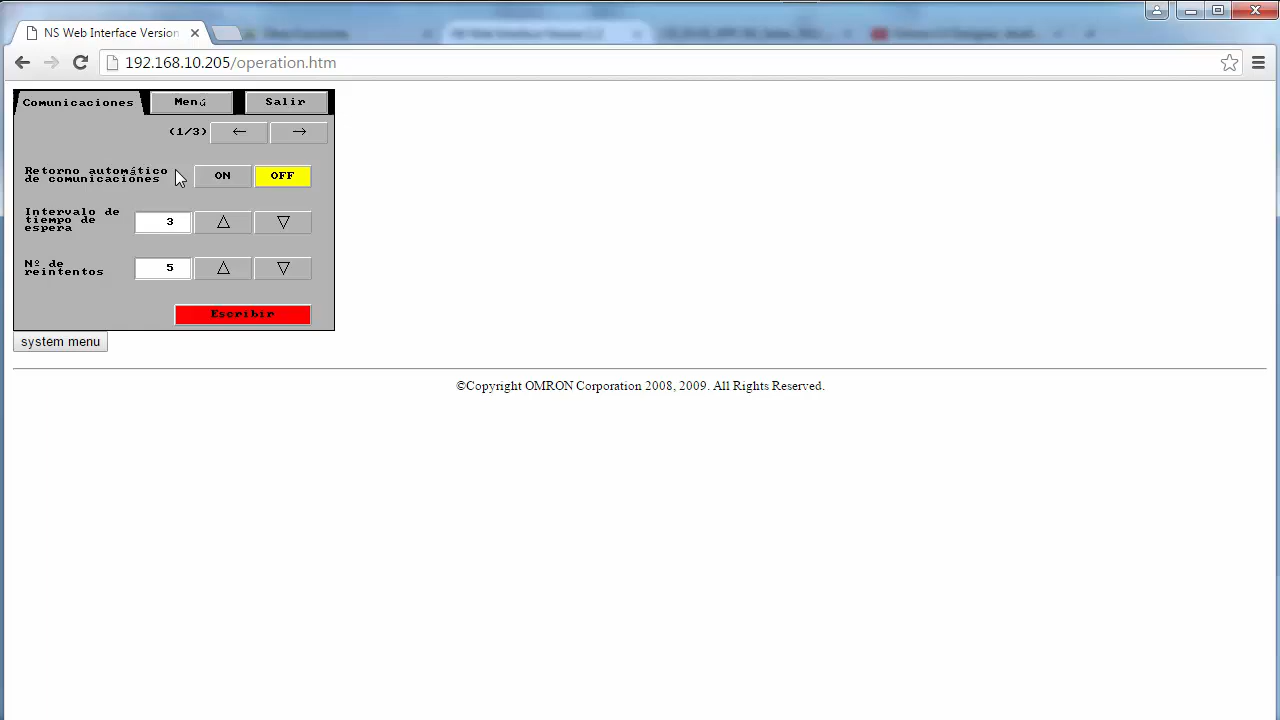 NS Web Interface Version
192.168.10.205/operation.htm
Comunicaciones
Menú
Salir
(1/3) ← →
Retorno automático
de comunicaciones
ON OFF
Intervalo de
tiempo de
espera
3 △ ▽
Nº de
reintentos
5 △ ▽
Escribir
system menu
©Copyright OMRON Corporation 2008, 2009. All Rights Reserved.